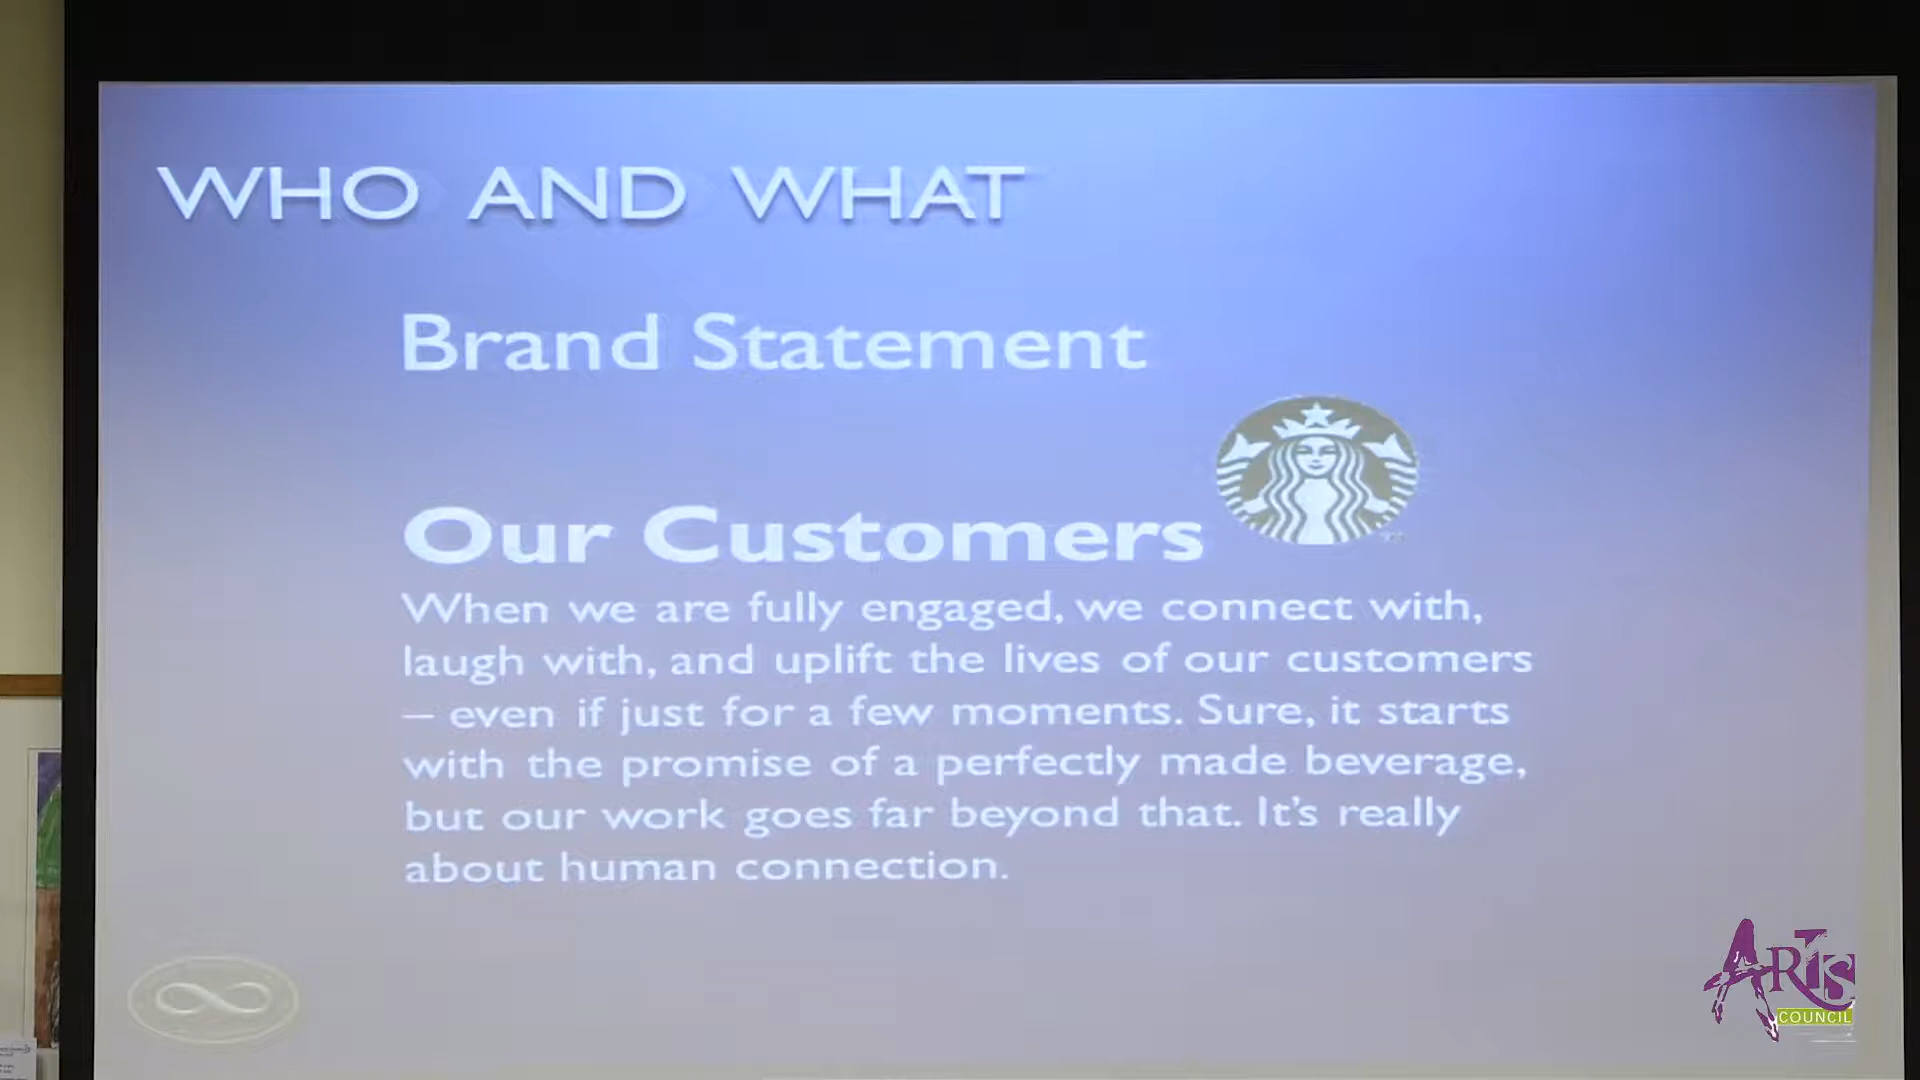 WHO AND WHAT
Brand Statement
Our Customers
When we are fully engaged, we connect with,
laugh with, and uplift the lives of our customers
– even if just for a few moments. Sure, it starts
with the promise of a perfectly made beverage,
but our work goes far beyond that. It’s really
about human connection.
ARTS
COUNCIL